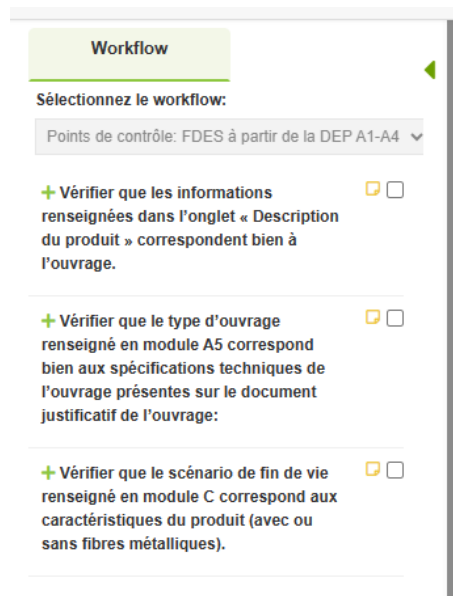 Workflow
Sélectionnez le workflow:
Points de contrôle: FDES à partir de la DEP A1-A4
Vérifier que les informations
renseignées dans l’onglet « Description
du produit » correspondent bien à
l’ouvrage.
Vérifier que le type d’ouvrage
renseigné en module A5 correspond
bien aux spécifications techniques de
l’ouvrage présentes sur le document
justificatif de l’ouvrage:
Vérifier que le scénario de fin de vie
renseigné en module C correspond aux
caractéristiques du produit (avec ou
sans fibres métalliques).